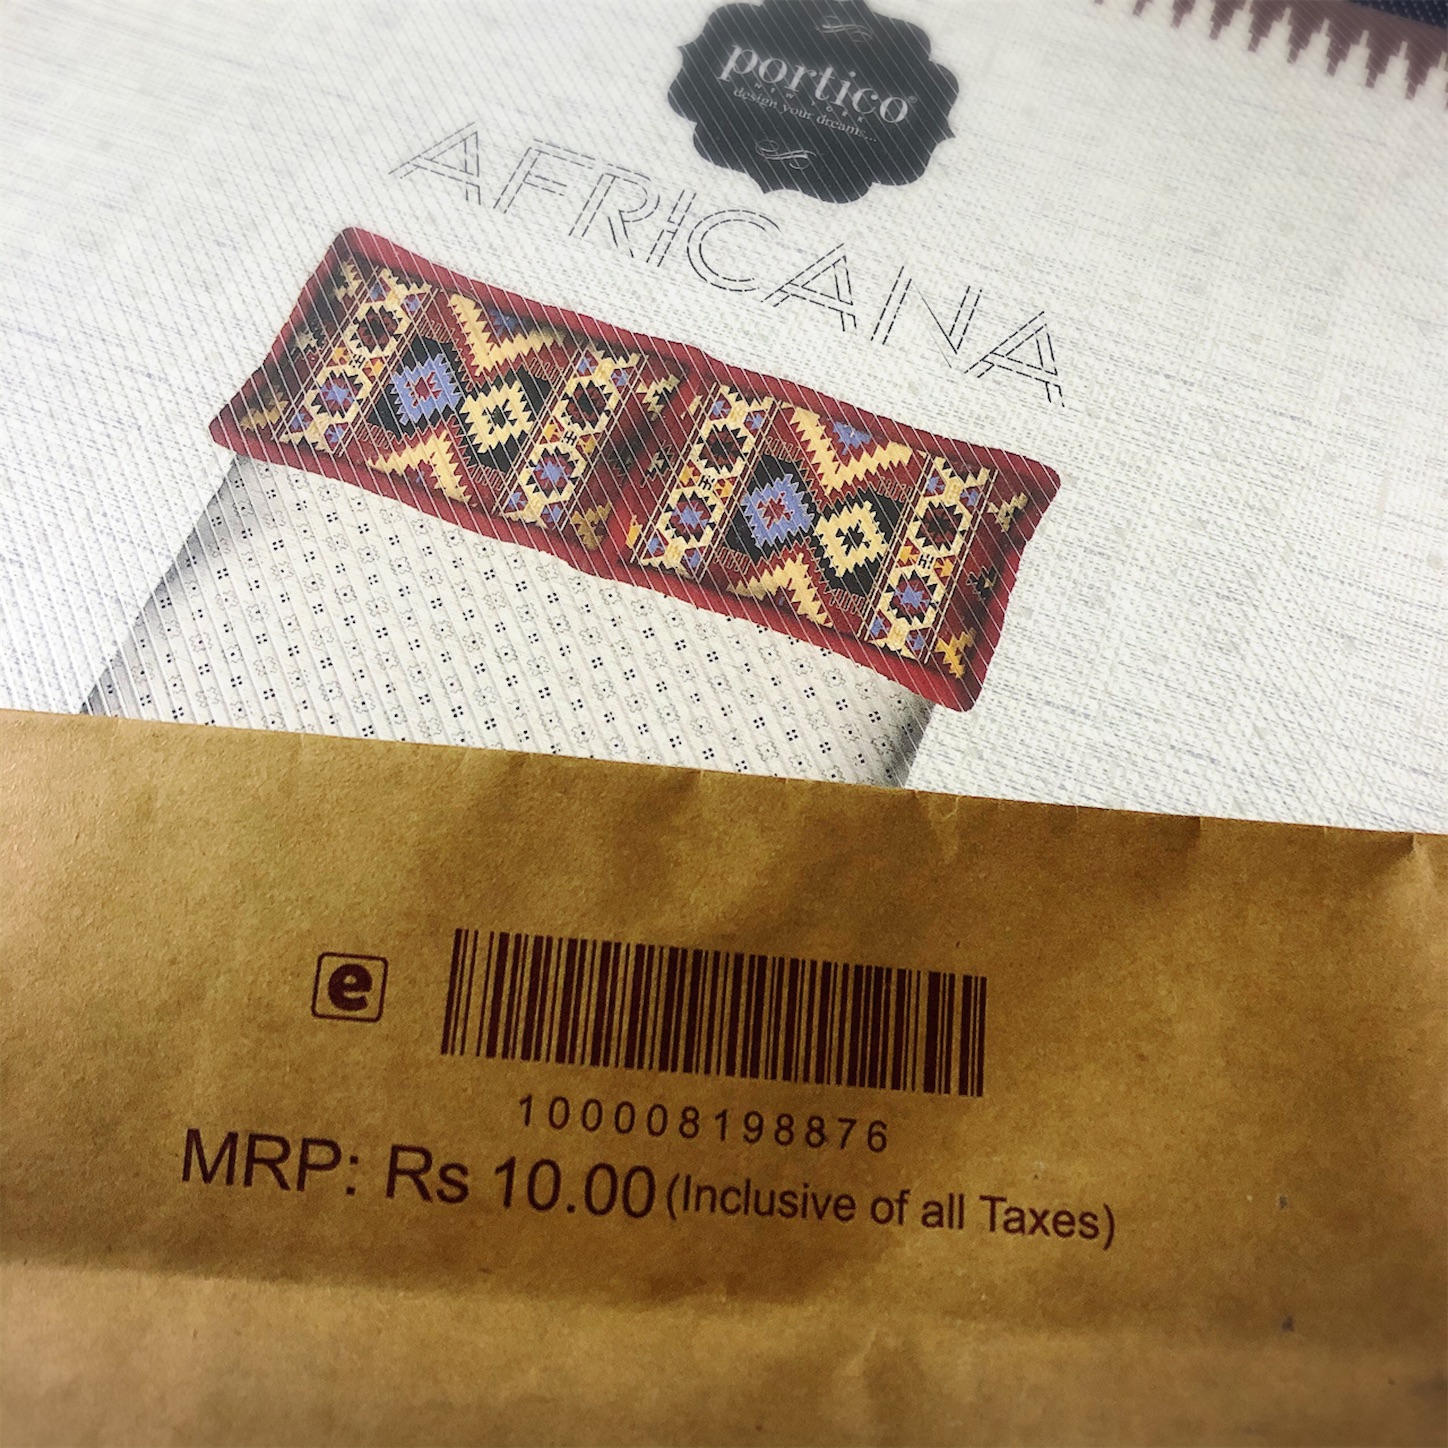 portico®
NEW YORK
design your dreams...
AFRICANA
e
100008198876
MRP: Rs 10.00 (Inclusive of all Taxes)